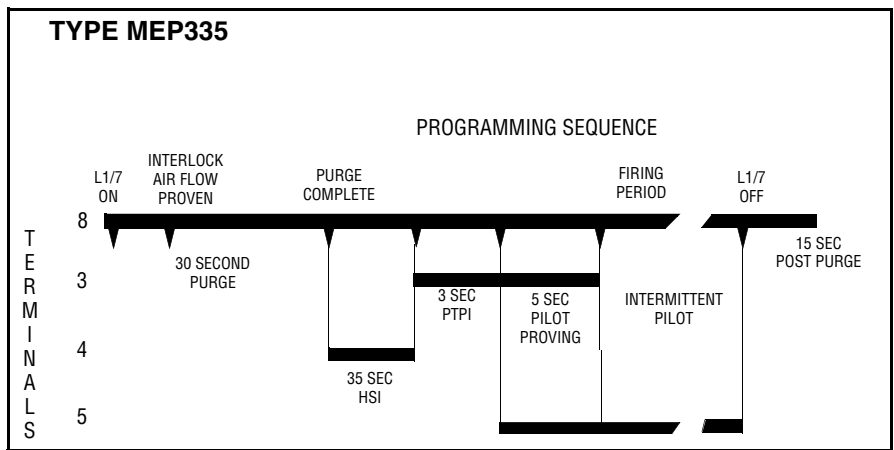 TYPE MEP335
PROGRAMMING SEQUENCE
L1/7
ON
INTERLOCK
AIR FLOW
PROVEN
PURGE
COMPLETE
FIRING
PERIOD
L1/7
OFF
TERMINALS
8
30 SECOND
PURGE
15 SEC
POST PURGE
3
3 SEC
PTPI
5 SEC
PILOT
PROVING
INTERMITTENT
PILOT
4
35 SEC
HSI
5